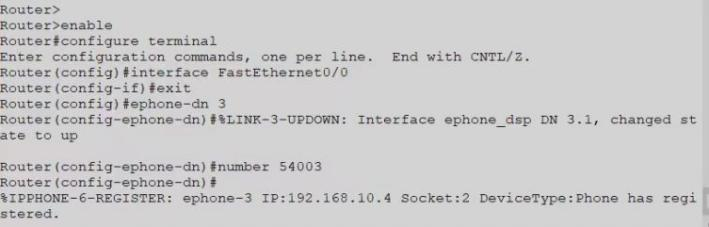 Router>
Router>enable
Router#configure terminal
Enter configuration commands, one per line.  End with CNTL/Z.
Router(config)#interface FastEthernet0/0
Router(config-if)#exit
Router(config)#ephone-dn 3
Router(config-ephone-dn)#%LINK-3-UPDOWN: Interface ephone_dsp DN 3.1, changed st
ate to up
Router(config-ephone-dn)#number 54003
Router(config-ephone-dn)#
%IPPHONE-6-REGISTER: ephone-3 IP:192.168.10.4 Socket:2 DeviceType:Phone has regi
stered.